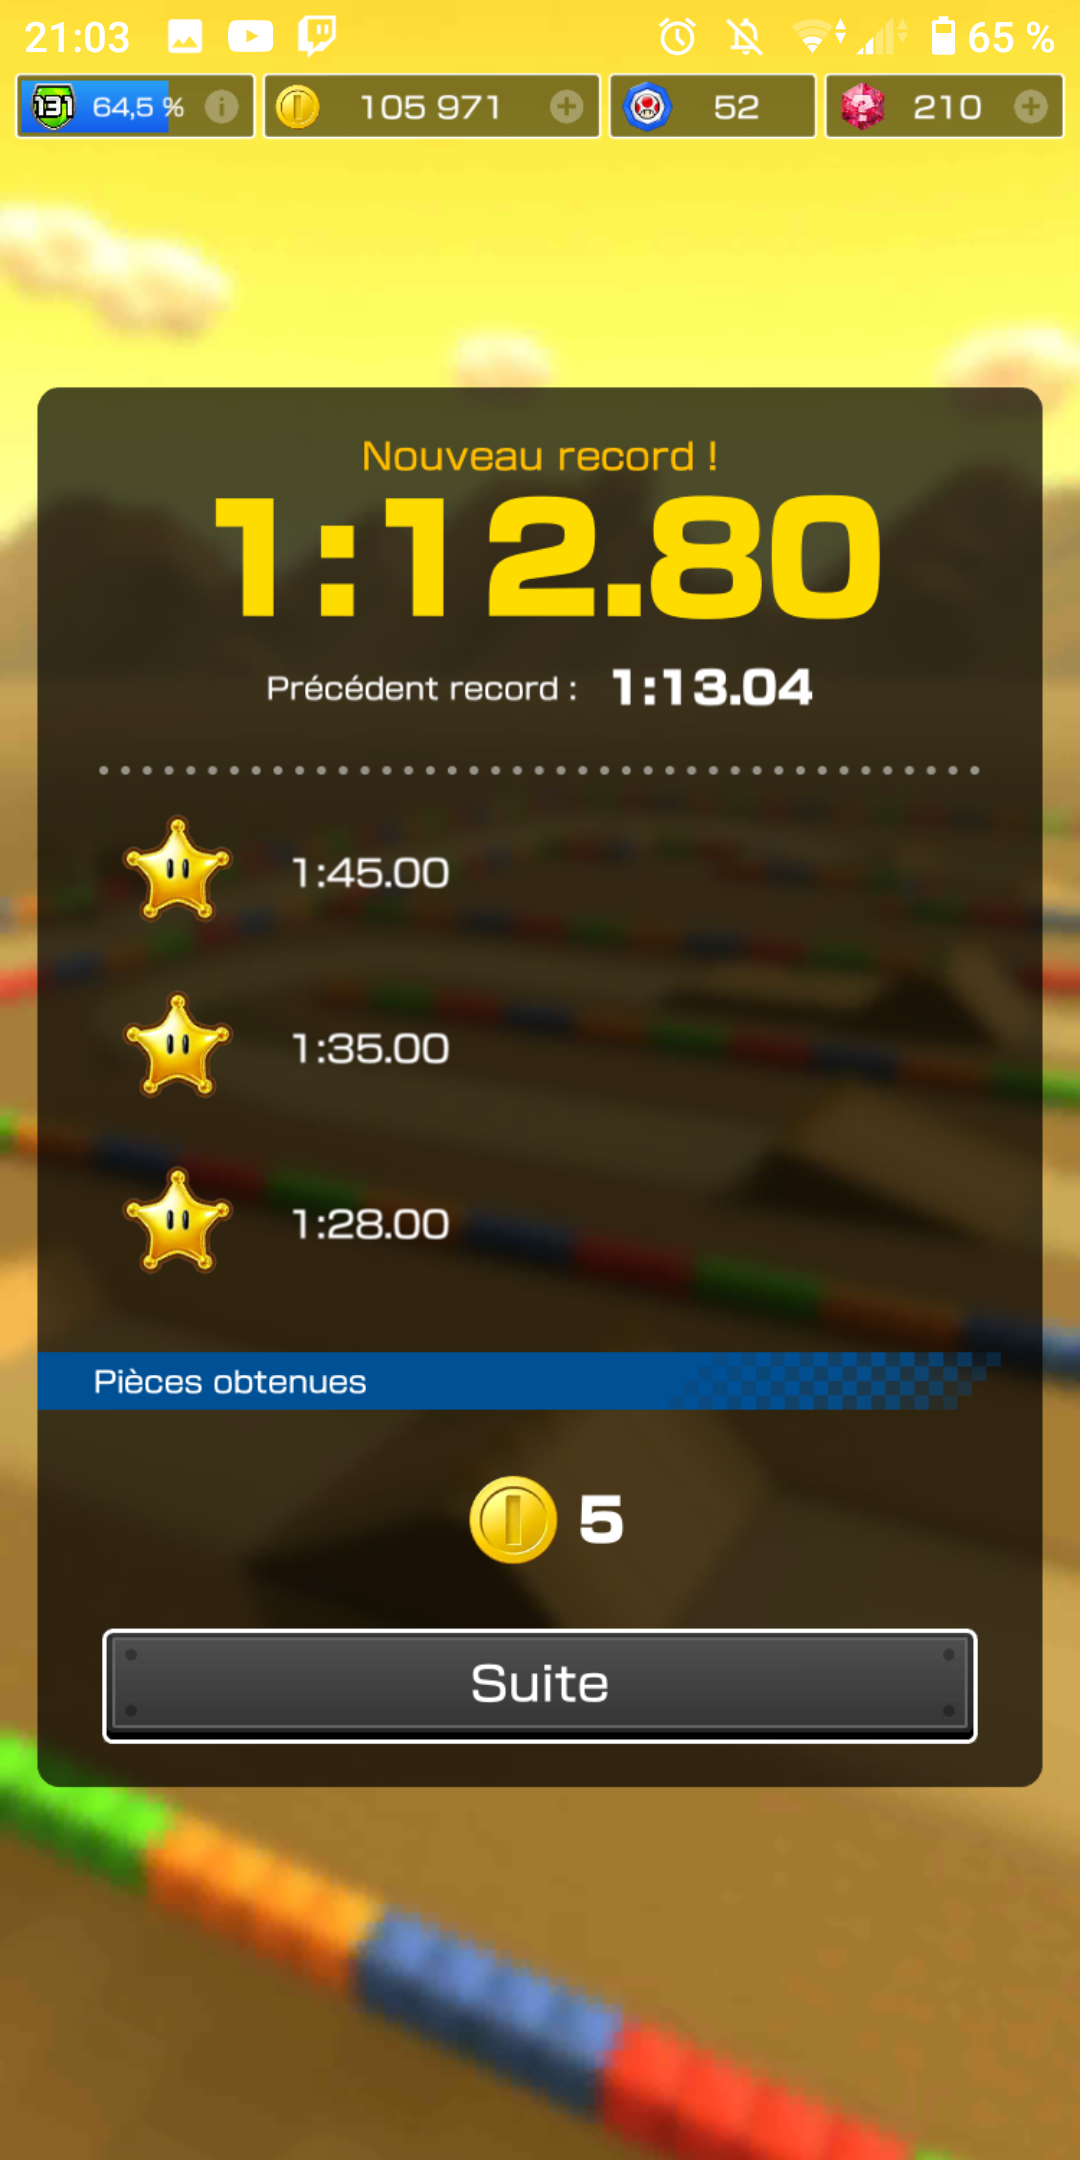 21:03 65 %
131 64,5 % 105 971 52 210
Nouveau record !
1:12.80
Précédent record : 1:13.04
1:45.00
1:35.00
1:28.00
Pièces obtenues
5
Suite